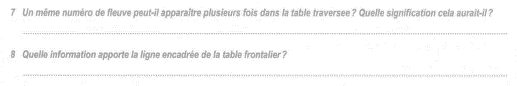 7 Un même numéro de fleuve peut-il apparaître plusieurs fois dans la table traversee ? Quelle signification cela aurait-il ?
8 Quelle information apporte la ligne encadrée de la table frontalier ?